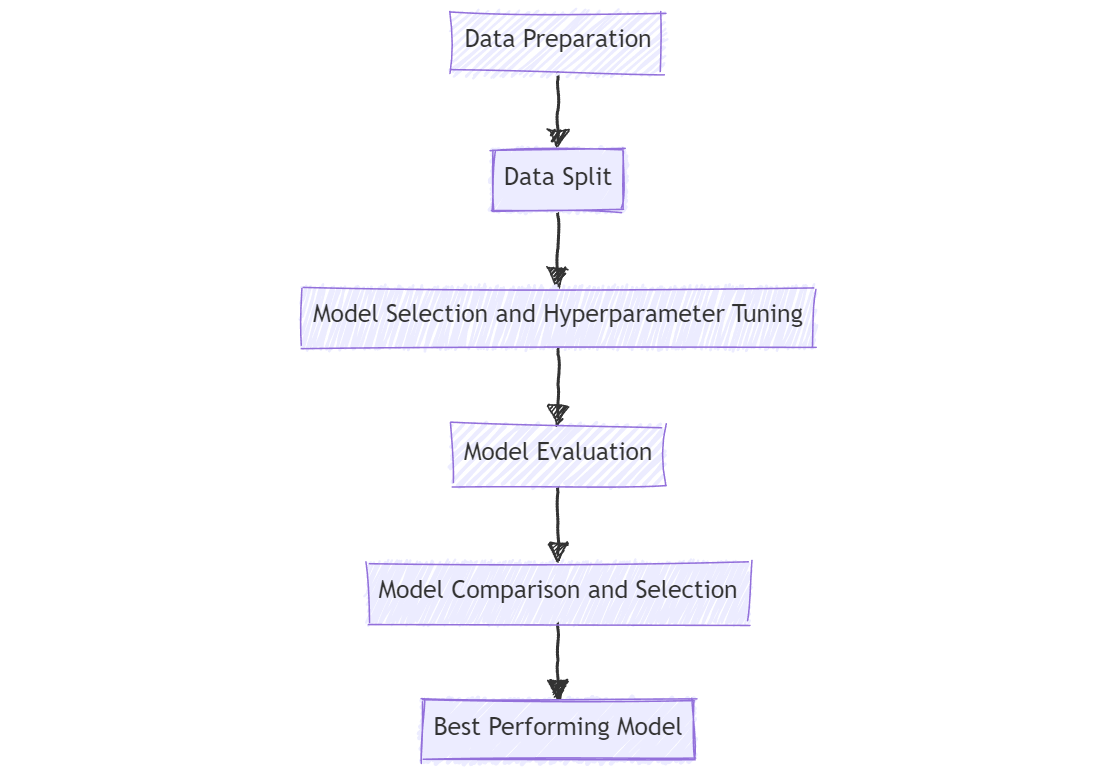 Data Preparation
Data Split
Model Selection and Hyperparameter Tuning
Model Evaluation
Model Comparison and Selection
Best Performing Model